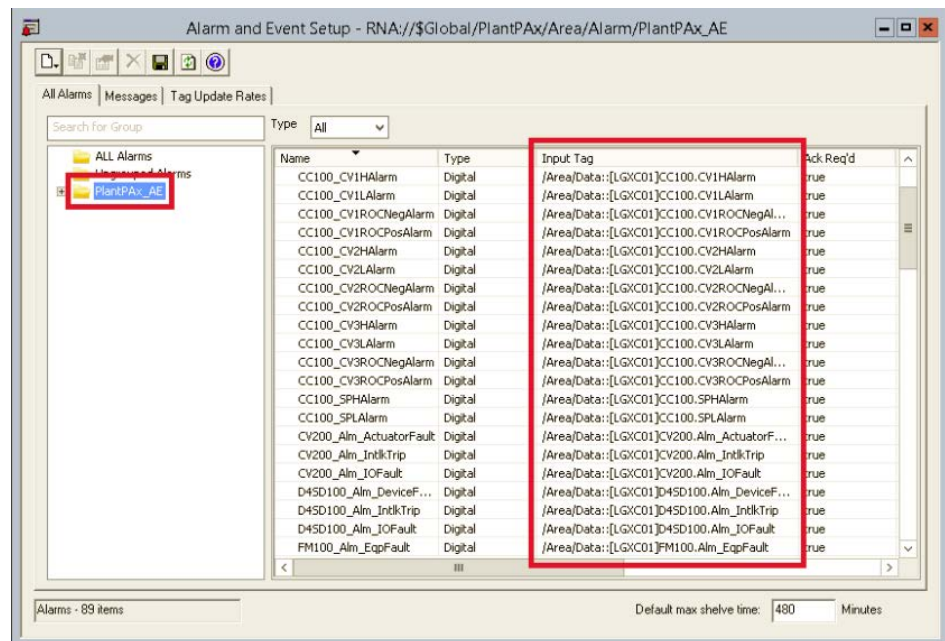 Alarm and Event Setup - RNA://$Global/PlantPAx/Area/Alarm/PlantPAx_AE
All Alarms Messages Tag Update Rates
Search for Group Type All
ALL Alarms
Ungrouped Alarms
PlantPAx_AE
Name Type Input Tag Ack Req'd
CC100_CV1HAlarm Digital /Area/Data::[LGXC01]CC100.CV1HAlarm true
CC100_CV1LAlarm Digital /Area/Data::[LGXC01]CC100.CV1LAlarm true
CC100_CV1ROCNegAlarm Digital /Area/Data::[LGXC01]CC100.CV1ROCNegAl... true
CC100_CV1ROCPosAlarm Digital /Area/Data::[LGXC01]CC100.CV1ROCPosAlarm true
CC100_CV2HAlarm Digital /Area/Data::[LGXC01]CC100.CV2HAlarm true
CC100_CV2LAlarm Digital /Area/Data::[LGXC01]CC100.CV2LAlarm true
CC100_CV2ROCNegAlarm Digital /Area/Data::[LGXC01]CC100.CV2ROCNegAl... true
CC100_CV2ROCPosAlarm Digital /Area/Data::[LGXC01]CC100.CV2ROCPosAlarm true
CC100_CV3HAlarm Digital /Area/Data::[LGXC01]CC100.CV3HAlarm true
CC100_CV3LAlarm Digital /Area/Data::[LGXC01]CC100.CV3LAlarm true
CC100_CV3ROCNegAlarm Digital /Area/Data::[LGXC01]CC100.CV3ROCNegAl... true
CC100_CV3ROCPosAlarm Digital /Area/Data::[LGXC01]CC100.CV3ROCPosAlarm true
CC100_SPHAlarm Digital /Area/Data::[LGXC01]CC100.SPHAlarm true
CC100_SPLAlarm Digital /Area/Data::[LGXC01]CC100.SPLAlarm true
CV200_Alm_ActuatorFault Digital /Area/Data::[LGXC01]CV200.Alm_ActuatorF... true
CV200_Alm_IntlkTrip Digital /Area/Data::[LGXC01]CV200.Alm_IntlkTrip true
CV200_Alm_IOFault Digital /Area/Data::[LGXC01]CV200.Alm_IOFault true
D4SD100_Alm_DeviceF... Digital /Area/Data::[LGXC01]D4SD100.Alm_DeviceF... true
D4SD100_Alm_IntlkTrip Digital /Area/Data::[LGXC01]D4SD100.Alm_IntlkTrip true
D4SD100_Alm_IOFault Digital /Area/Data::[LGXC01]D4SD100.Alm_IOFault true
FM100_Alm_EqpFault Digital /Area/Data::[LGXC01]FM100.Alm_EqpFault true
Alarms - 89 items Default max shelve time: 480 Minutes